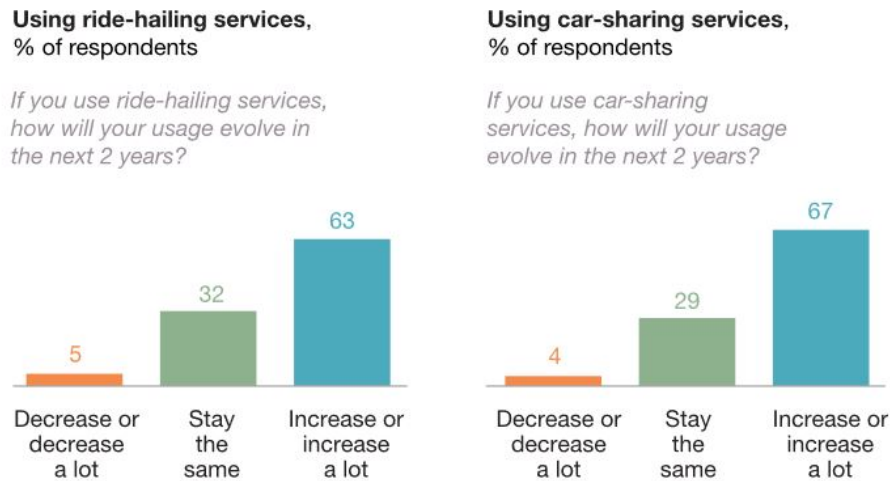 Using ride-hailing services,
% of respondents
If you use ride-hailing services,
how will your usage evolve in
the next 2 years?
63
32
5
Decrease or
decrease
a lot
Stay
the
same
Increase or
increase
a lot
Using car-sharing services,
% of respondents
If you use car-sharing
services, how will your usage
evolve in the next 2 years?
67
29
4
Decrease or
decrease
a lot
Stay
the
same
Increase or
increase
a lot